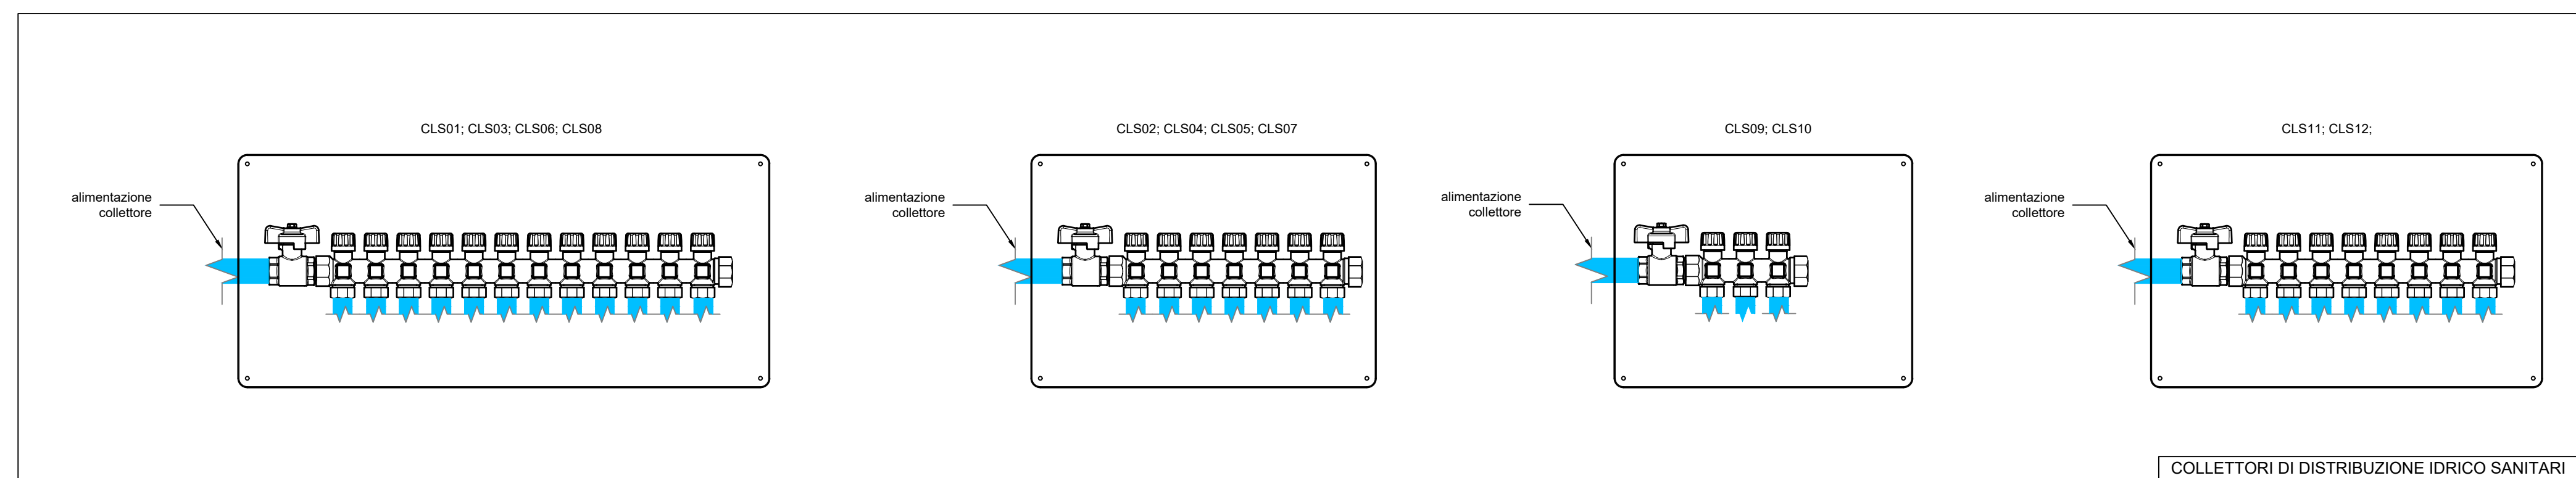 CLS01; CLS03; CLS06; CLS08
CLS02; CLS04; CLS05; CLS07
CLS09; CLS10
CLS11; CLS12;
alimentazione
collettore
alimentazione
collettore
alimentazione
collettore
alimentazione
collettore
COLLETTORI DI DISTRIBUZIONE IDRICO SANITARI